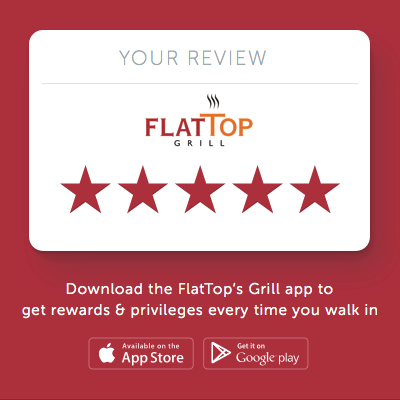 YOUR REVIEW
FLATTOP
GRILL
Download the FlatTop's Grill app to
get rewards & privileges every time you walk in
Available on the
App Store
Get it on
Google play